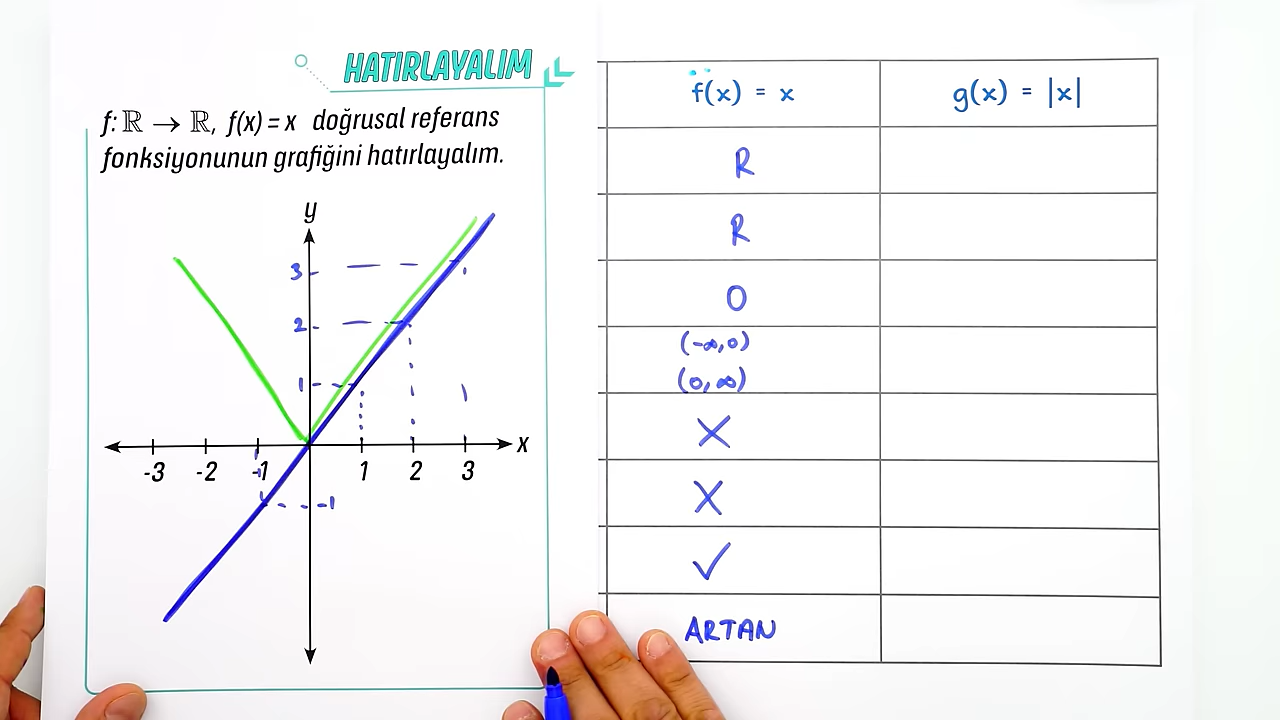 HATIRLAYALIM
f: ℝ → ℝ, f(x) = x doğrusal referans
fonksiyonunun grafiğini hatırlayalım.
y
3
2
1
-3 -2 -1 1 2 3 x
-1
f(x) = x g(x) = |x|
R
R
0
(-∞,0)
(0,∞)
X
X
✓
ARTAN